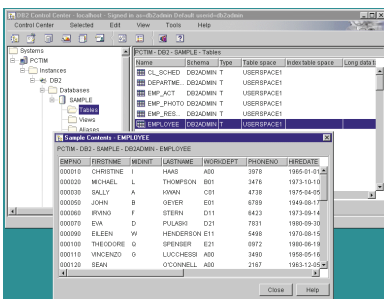 DB2 Control Center - localhost - Signed in as: db2admin Default userid=db2admin
Control Center Selected Edit View Tools Help
Systems
PCTIM
Instances
DB2
Databases
SAMPLE
Tables
Views
Aliases
PCTIM - DB2 - SAMPLE - Tables
Name Schema Type Table space Index table space Long data t
CL_SCHED DB2ADMIN T USERSPACE1
DEPARTME... DB2ADMIN T USERSPACE1
EMP_ACT DB2ADMIN T USERSPACE1
EMP_PHOTO DB2ADMIN T USERSPACE1
EMP_RES... DB2ADMIN T USERSPACE1
EMPLOYEE DB2ADMIN T USERSPACE1
Sample Contents - EMPLOYEE
PCTIM - DB2 - SAMPLE - DB2ADMIN - EMPLOYEE
EMPNO FIRSTNME MIDINIT LASTNAME WORKDEPT PHONENO HIREDATE
000010 CHRISTINE I HAAS A00 3978 1965-01-01
000020 MICHAEL L THOMPSON B01 3476 1973-10-10
000030 SALLY A KWAN C01 4738 1975-04-05
000050 JOHN B GEYER E01 6789 1949-08-17
000060 IRVING F STERN D11 6423 1973-09-14
000070 EVA D PULASKI D21 7831 1980-09-30
000090 EILEEN W HENDERSON E11 5498 1970-08-15
000100 THEODORE Q SPENSER E21 0972 1980-06-19
000110 VINCENZO G LUCCHESSI A00 3490 1958-05-16
000120 SEAN O'CONNELL A00 2167 1963-12-05
Close Help